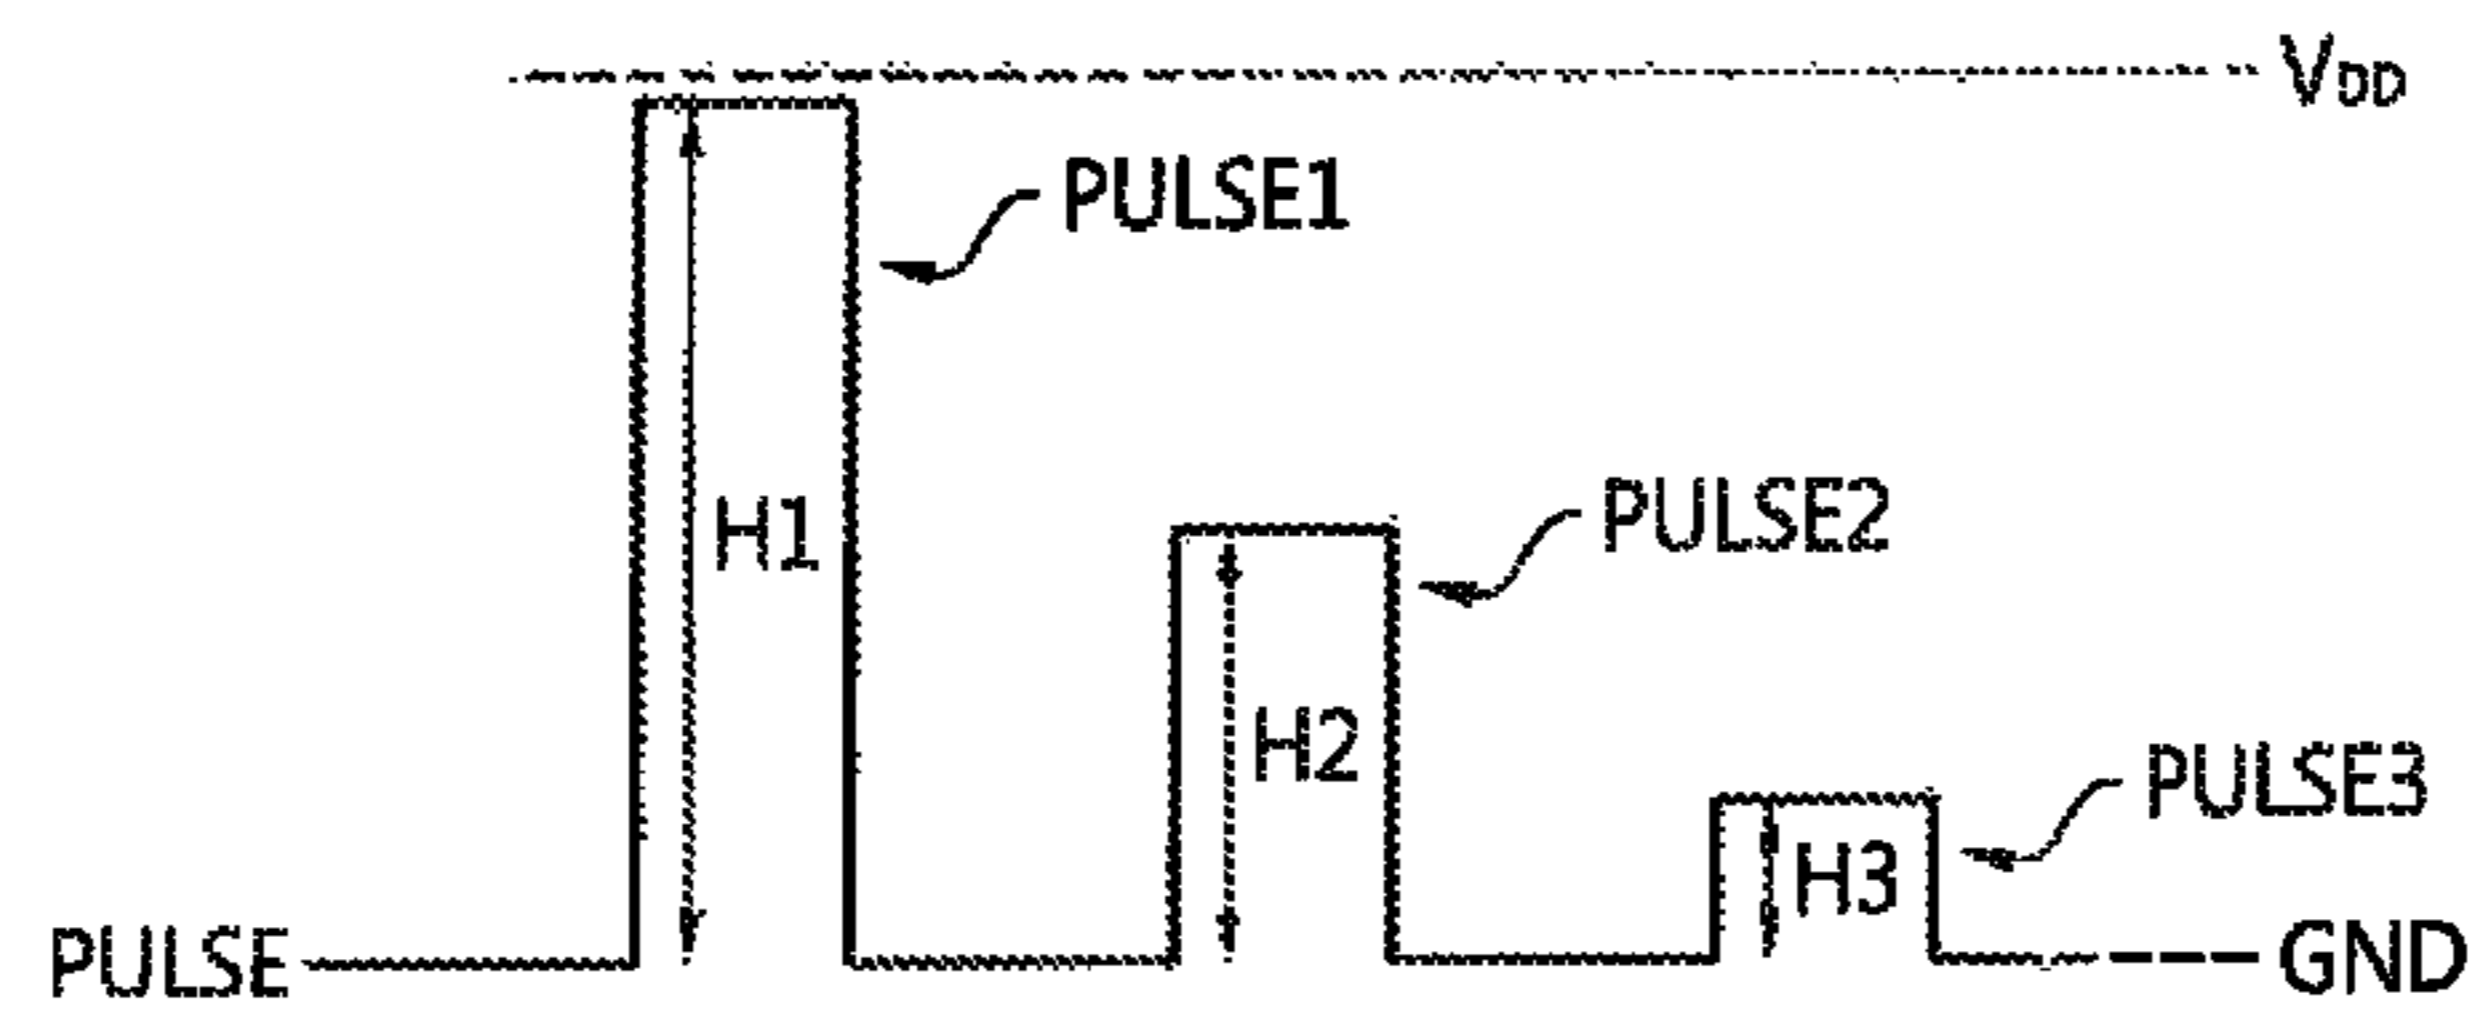 VDD
PULSE1
H1
PULSE2
H2
PULSE3
H3
PULSE
GND